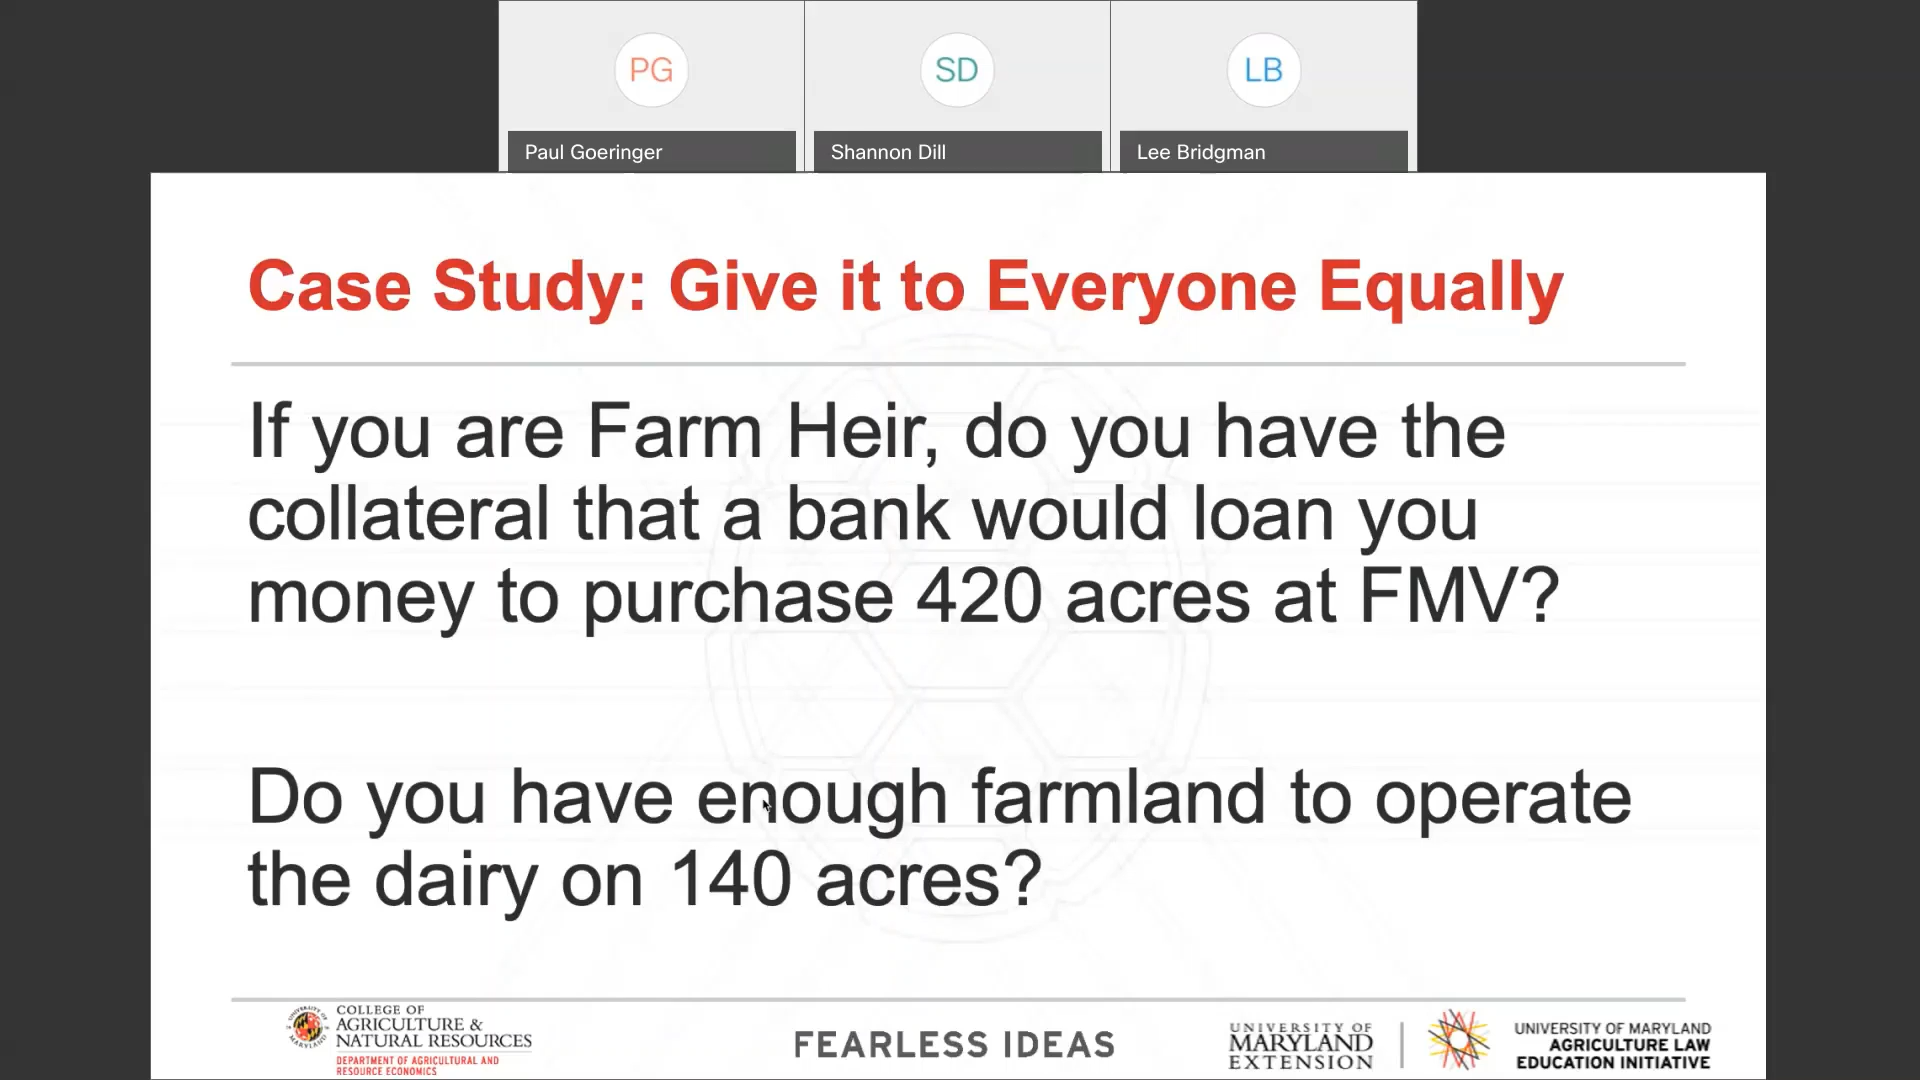 PG
SD
LB
Paul Goeringer
Shannon Dill
Lee Bridgman
Case Study: Give it to Everyone Equally
If you are Farm Heir, do you have the
collateral that a bank would loan you
money to purchase 420 acres at FMV?
Do you have enough farmland to operate
the dairy on 140 acres?
COLLEGE OF
AGRICULTURE &
NATURAL RESOURCES
DEPARTMENT OF AGRICULTURAL AND
RESOURCE ECONOMICS
FEARLESS IDEAS
UNIVERSITY OF
MARYLAND
EXTENSION
UNIVERSITY OF MARYLAND
AGRICULTURE LAW
EDUCATION INITIATIVE